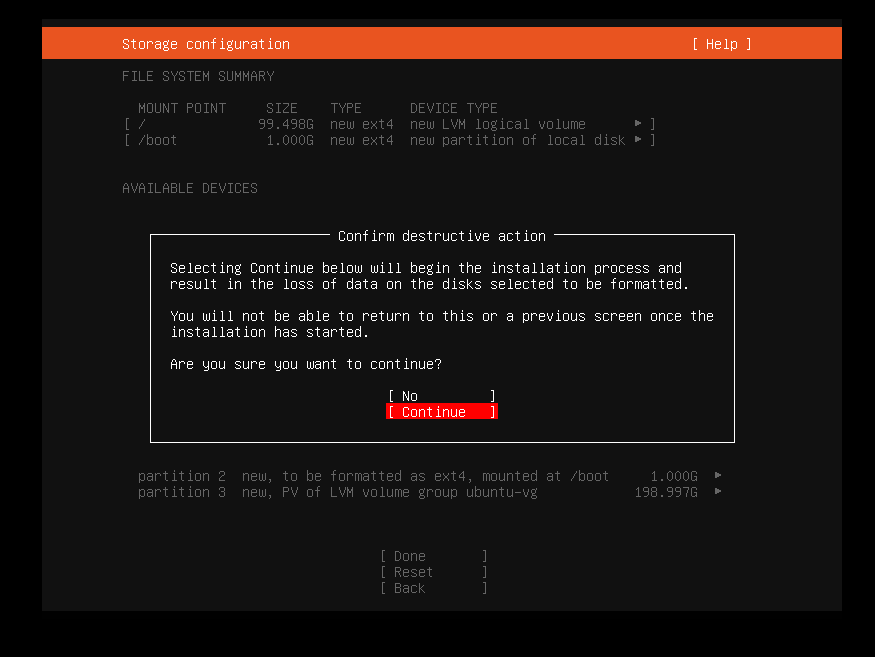 Storage configuration [ Help ]
FILE SYSTEM SUMMARY
MOUNT POINT SIZE TYPE DEVICE TYPE
[ / 99.498G new ext4 new LVM logical volume ▸ ]
[ /boot 1.000G new ext4 new partition of local disk ▸ ]
AVAILABLE DEVICES
Confirm destructive action
Selecting Continue below will begin the installation process and
result in the loss of data on the disks selected to be formatted.
You will not be able to return to this or a previous screen once the
installation has started.
Are you sure you want to continue?
[ No ]
[ Continue ]
partition 2 new, to be formatted as ext4, mounted at /boot 1.000G ▸
partition 3 new, PV of LVM volume group ubuntu-vg 198.997G ▸
[ Done ]
[ Reset ]
[ Back ]